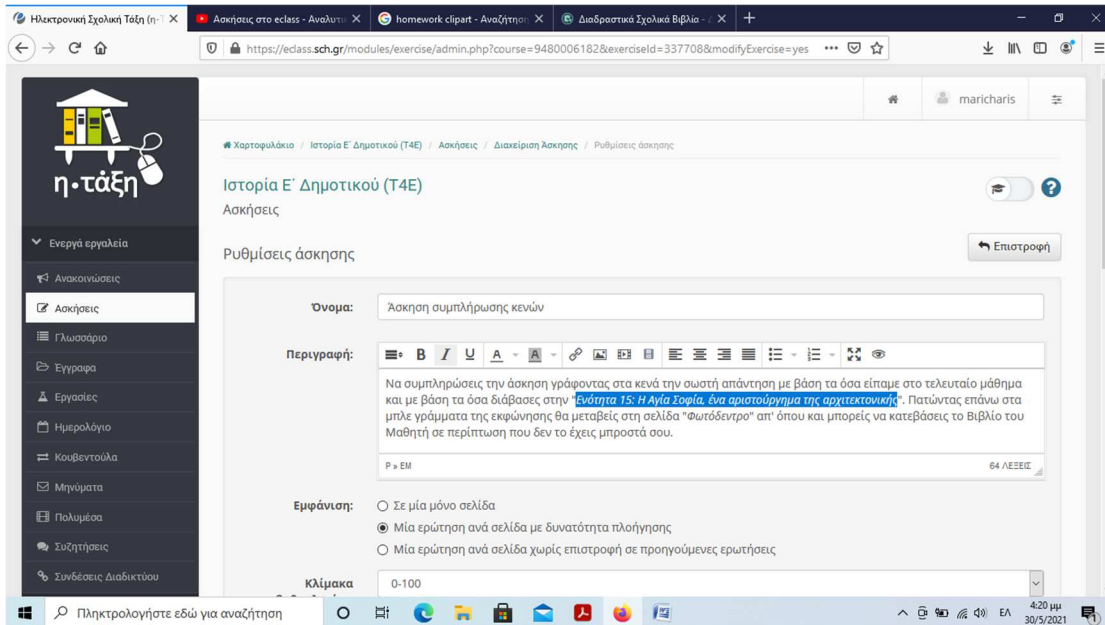 Ηλεκτρονική Σχολική Τάξη (η-Τ
Ασκήσεις στο eclass - Αναλυτι
homework clipart - Αναζήτηση
Διαδραστικά Σχολικά Βιβλία - Δ
https://eclass.sch.gr/modules/exercise/admin.php?course=9480006182&exerciseId=337708&modifyExercise=yes
maricharis
Χαρτοφυλάκιο / Ιστορία Ε΄ Δημοτικού (Τ4Ε) / Ασκήσεις / Διαχείριση Άσκησης / Ρυθμίσεις άσκησης
η·τάξη
Ιστορία Ε΄ Δημοτικού (Τ4Ε)
Ασκήσεις
Ενεργά εργαλεία
Ανακοινώσεις
Ασκήσεις
Γλωσσάριο
Έγγραφα
Εργασίες
Ημερολόγιο
Κουβεντούλα
Μηνύματα
Πολυμέσα
Συζητήσεις
Συνδέσεις Διαδικτύου
Ρυθμίσεις άσκησης
Επιστροφή
Όνομα:
Άσκηση συμπλήρωσης κενών
Περιγραφή:
B I U A A
Να συμπληρώσεις την άσκηση γράφοντας στα κενά την σωστή απάντηση με βάση τα όσα είπαμε στο τελευταίο μάθημα
και με βάση τα όσα διάβασες στην "Ενότητα 15: Η Αγία Σοφία, ένα αριστούργημα της αρχιτεκτονικής". Πατώντας επάνω στα
μπλε γράμματα της εκφώνησης θα μεταβείς στη σελίδα "Φωτόδεντρο" απ' όπου και μπορείς να κατεβάσεις το Βιβλίο του
Μαθητή σε περίπτωση που δεν το έχεις μπροστά σου.
P » EM
64 ΛΕΞΕΙΣ
Εμφάνιση:
Σε μία μόνο σελίδα
Μία ερώτηση ανά σελίδα με δυνατότητα πλοήγησης
Μία ερώτηση ανά σελίδα χωρίς επιστροφή σε προηγούμενες ερωτήσεις
Κλίμακα
0-100
Πληκτρολογήστε εδώ για αναζήτηση
ΕΛ
4:20 μμ
30/5/2021